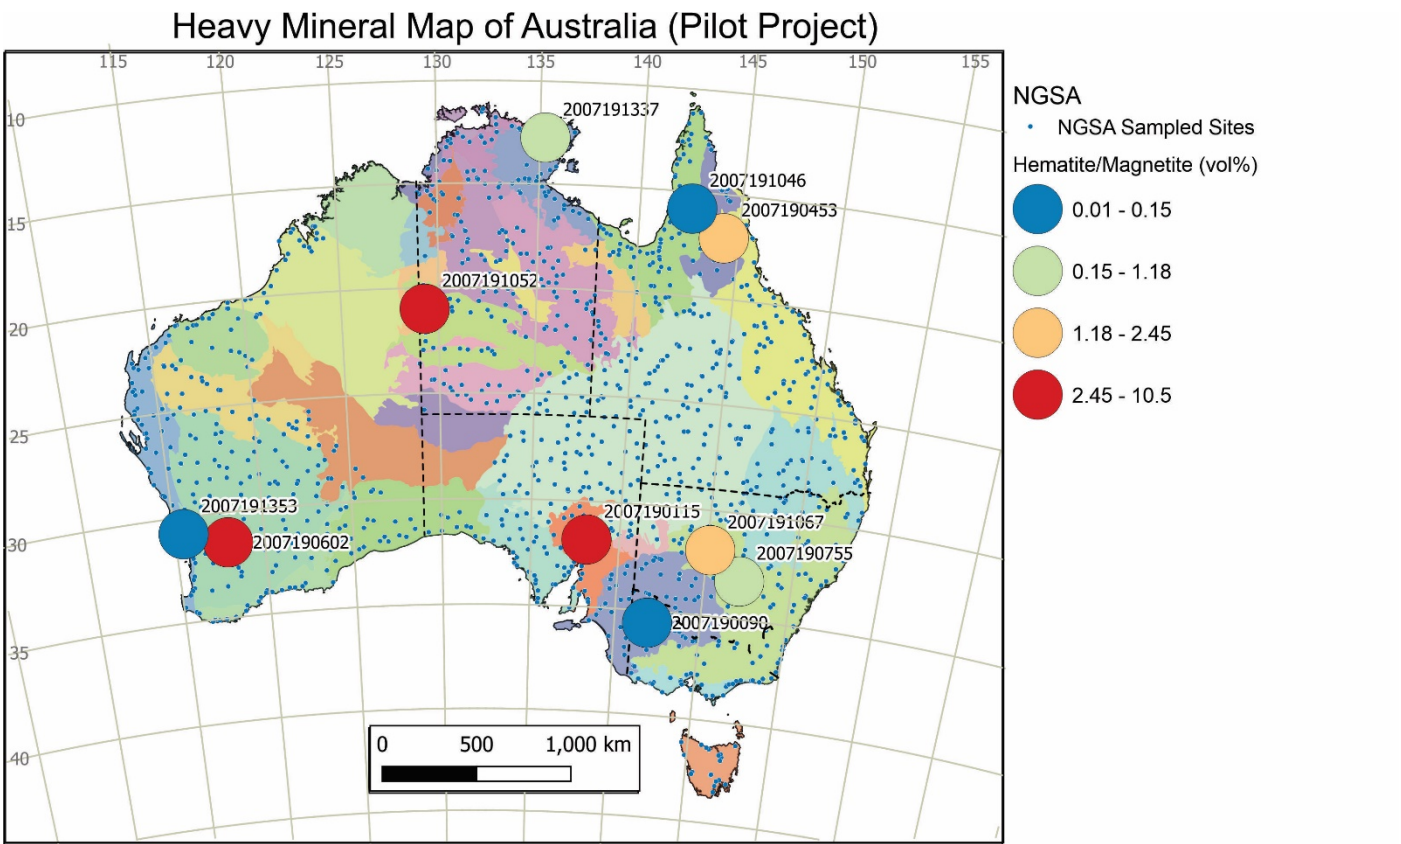 Heavy Mineral Map of Australia (Pilot Project)
115 120 125 130 135 140 145 150 155
10
15
20
25
30
35
40
2007191337
2007191046
2007190453
2007191052
2007191353
2007190602
2007190115
2007191067
2007190755
2007190090
0 500 1,000 km
NGSA
NGSA Sampled Sites
Hematite/Magnetite (vol%)
0.01 - 0.15
0.15 - 1.18
1.18 - 2.45
2.45 - 10.5